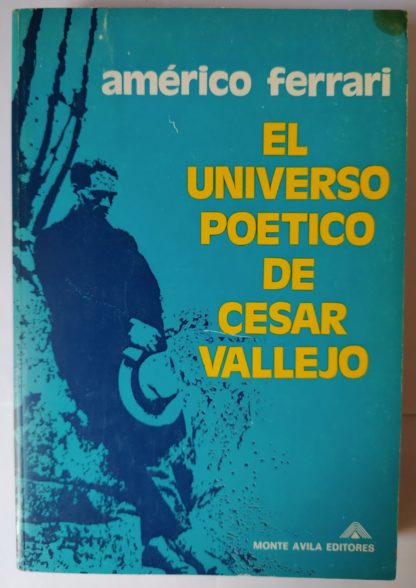 américo ferrari
EL
UNIVERSO
POETICO
DE
CESAR
VALLEJO
MONTE AVILA EDITORES